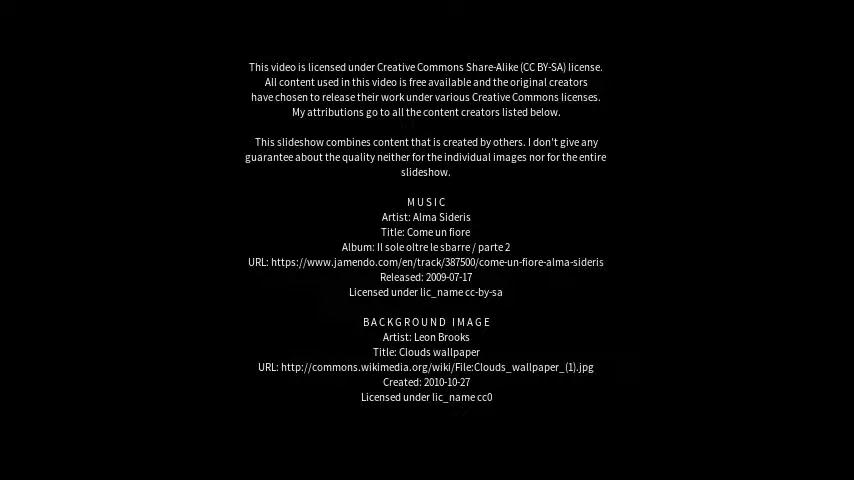 This video is licensed under Creative Commons Share-Alike (CC BY-SA) license.
All content used in this video is free available and the original creators
have chosen to release their work under various Creative Commons licenses.
My attributions go to all the content creators listed below.
This slideshow combines content that is created by others. I don't give any
guarantee about the quality neither for the individual images nor for the entire
slideshow.
MUSIC
Artist: Alma Sideris
Title: Come un fiore
Album: Il sole oltre le sbarre / parte 2
URL: https://www.jamendo.com/en/track/387500/come-un-fiore-alma-sideris
Released: 2009-07-17
Licensed under lic_name cc-by-sa
BACKGROUND IMAGE
Artist: Leon Brooks
Title: Clouds wallpaper
URL: http://commons.wikimedia.org/wiki/File:Clouds_wallpaper_(1).jpg
Created: 2010-10-27
Licensed under lic_name cc0